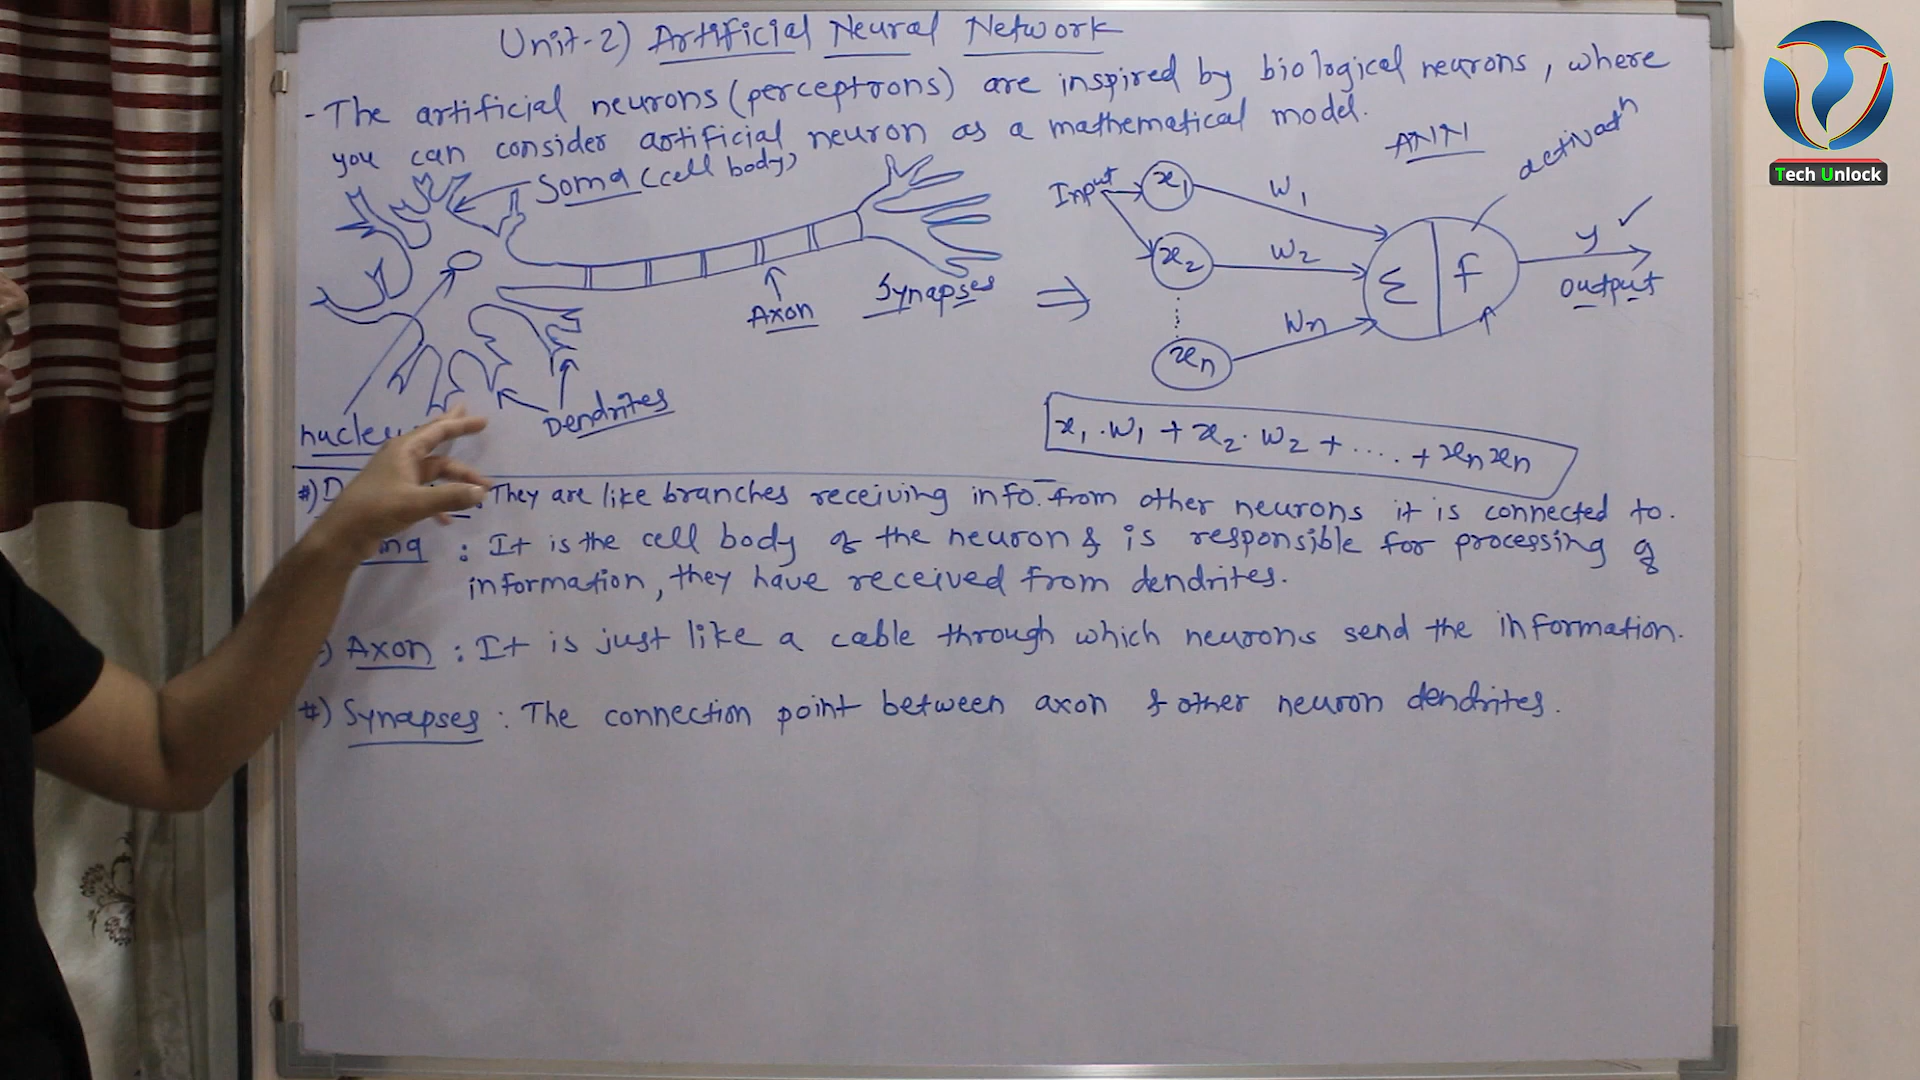 Unit-2) Artificial Neural Network
- The artificial neurons (perceptrons) are inspired by biological neurons, where
you can consider artificial neuron as a mathematical model.
Soma (cell body)
Axon
Synapses
Dendrites
ANN
activatn
Input
x1
x2
xn
w1
w2
wn
Σ
f
y
output
x1.w1 + x2.w2 + ..... + xn xn
: They are like branches receiving info. from other neurons it is connected to.
: It is the cell body of the neuron & is responsible for processing of
information, they have received from dendrites.
) Axon : It is just like a cable through which neurons send the information.
#) Synapses : The connection point between axon & other neuron dendrites.
Tech Unlock